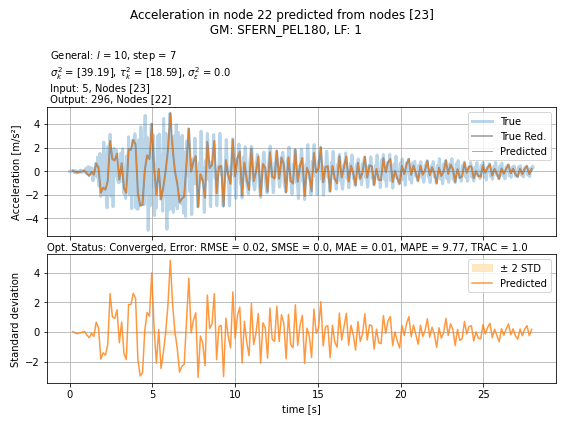 Acceleration in node 22 predicted from nodes [23]
GM: SFERN_PEL180, LF: 1
General: l = 10, step = 7
σ²ₖ = [39.19], τ²ₖ = [18.59], σ²ε = 0.0
Input: 5, Nodes [23]
Output: 296, Nodes [22]
Acceleration [m/s²]
4
2
0
−2
−4
True
True Red.
Predicted
Opt. Status: Converged, Error: RMSE = 0.02, SMSE = 0.0, MAE = 0.01, MAPE = 9.77, TRAC = 1.0
Standard deviation
4
2
0
−2
± 2 STD
Predicted
0 5 10 15 20 25
time [s]